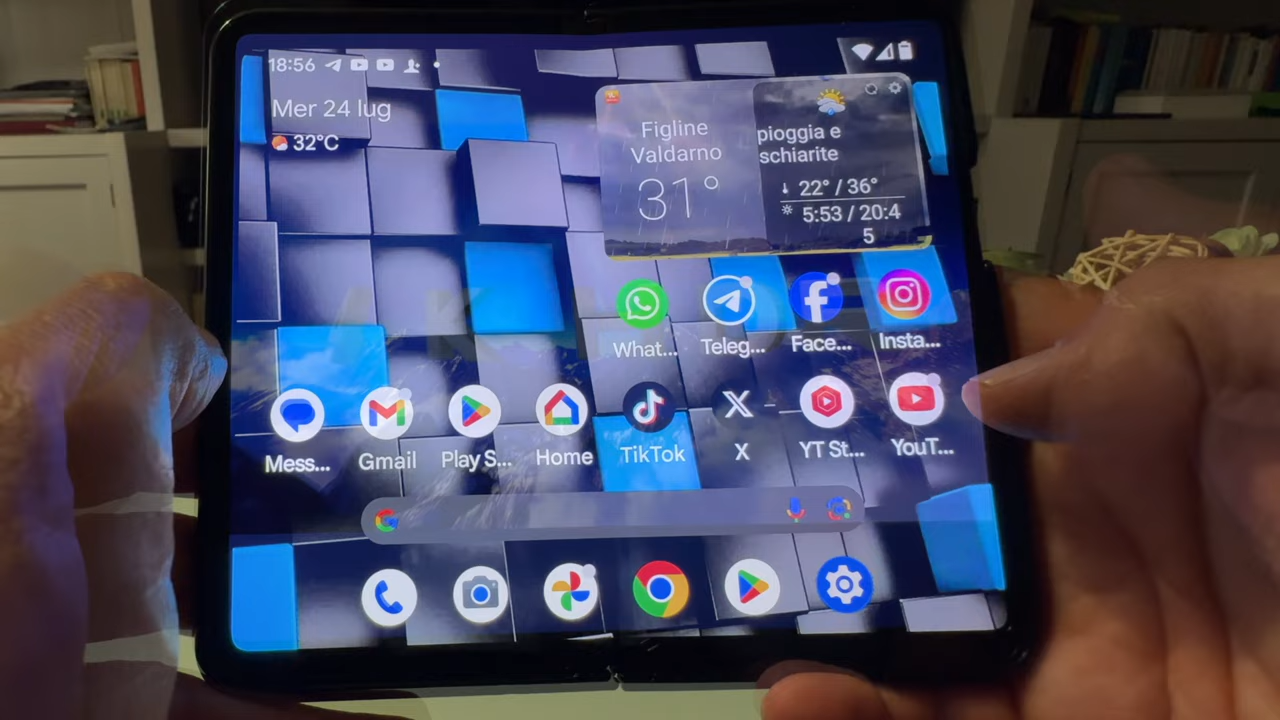 18:56
Mer 24 lug
32°C
Figline
Valdarno
31°
pioggia e
schiarite
22° / 36°
5:53 / 20:4
5
What...
Teleg...
Face...
Insta...
Mess...
Gmail
Play S...
Home
TikTok
X
YT St...
YouT...